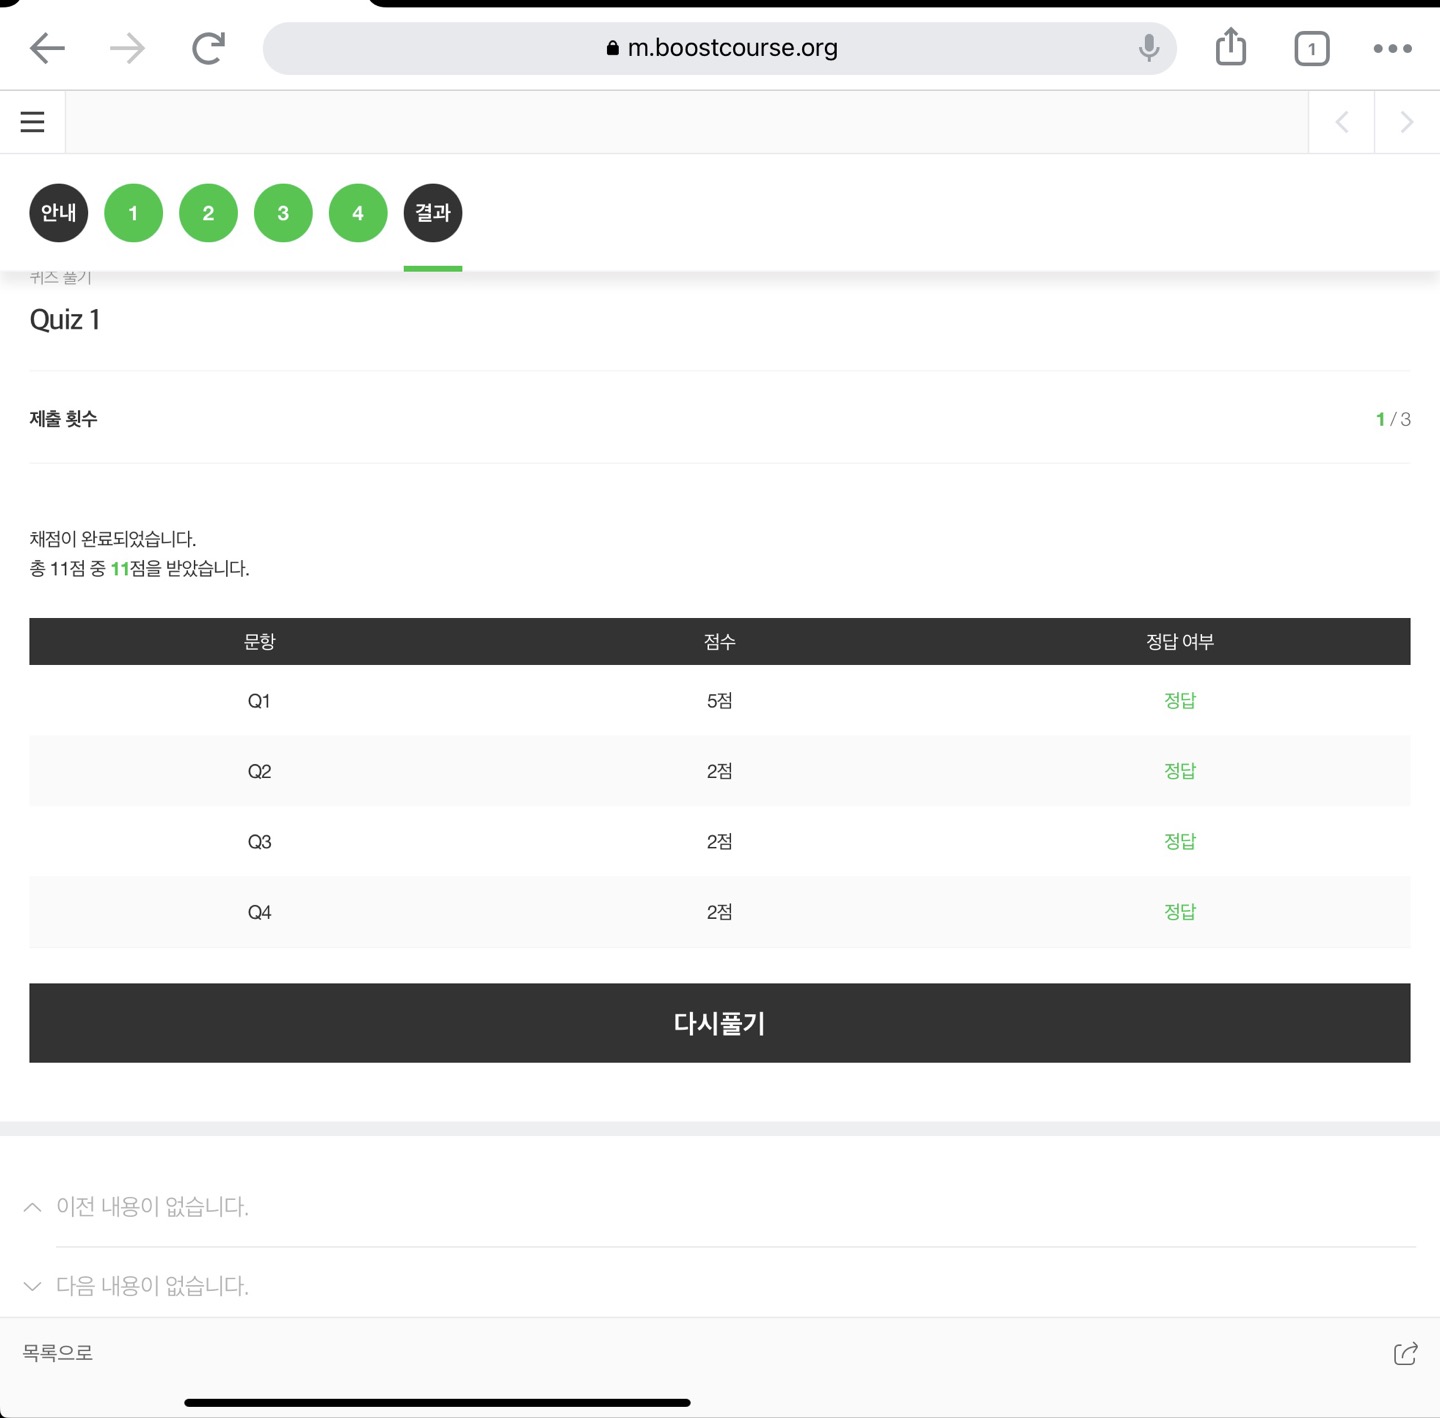 m.boostcourse.org
1
안내 1 2 3 4 결과
퀴즈 풀기
Quiz 1
제출 횟수 1 / 3
채점이 완료되었습니다.
총 11점 중 11점을 받았습니다.
문항 점수 정답 여부
Q1 5점 정답
Q2 2점 정답
Q3 2점 정답
Q4 2점 정답
다시풀기
이전 내용이 없습니다.
다음 내용이 없습니다.
목록으로